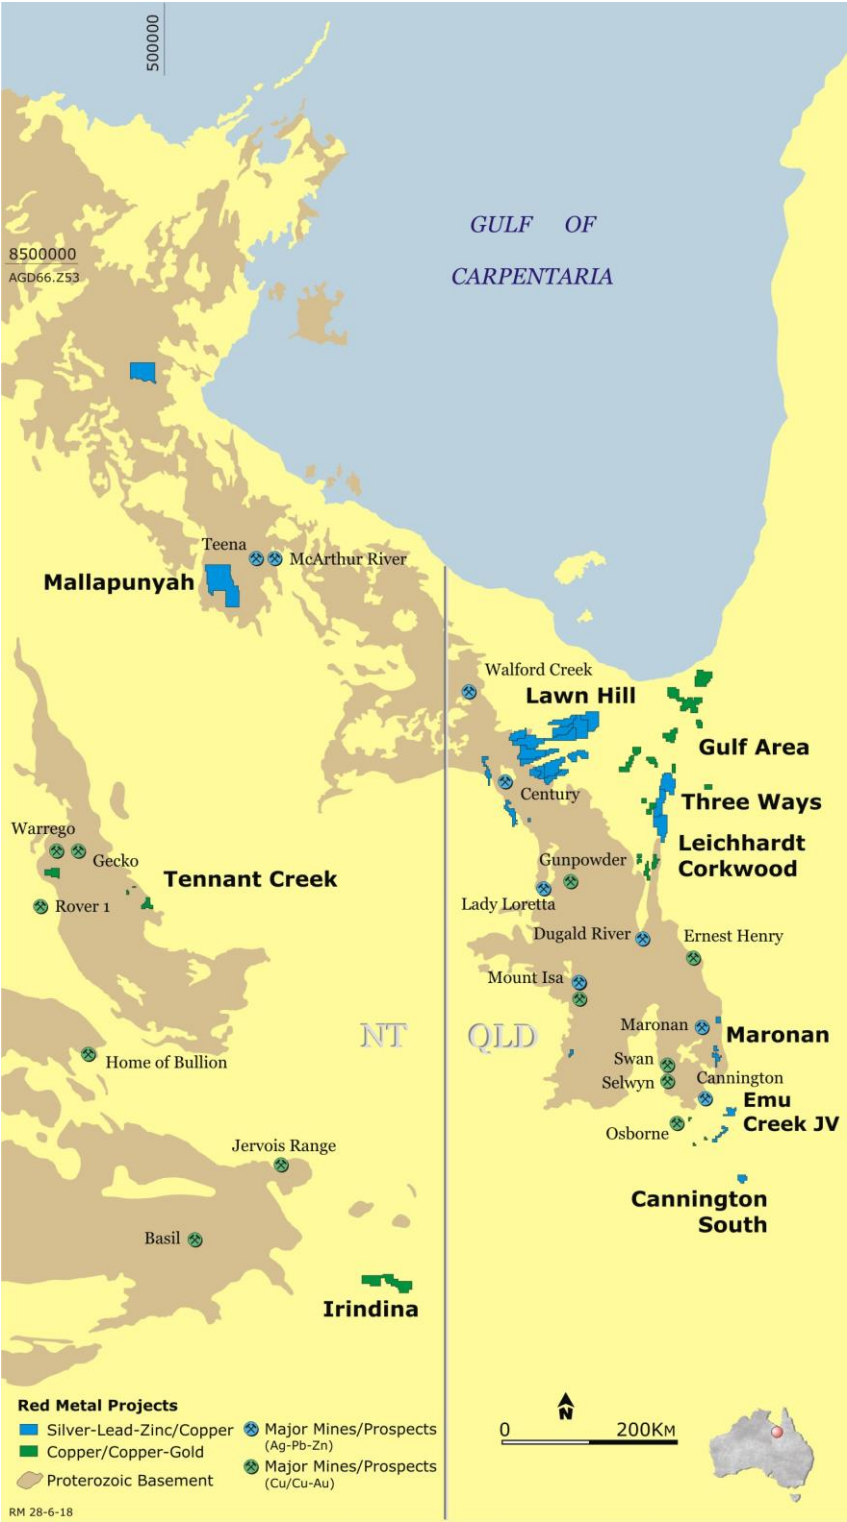 500000
GULF OF
CARPENTARIA
8500000
AGD66.Z53
Teena
McArthur River
Mallapunyah
Walford Creek
Lawn Hill
Gulf Area
Century
Three Ways
Warrego
Gecko
Leichhardt
Corkwood
Gunpowder
Tennant Creek
Lady Loretta
Rover 1
Dugald River
Ernest Henry
Mount Isa
NT
QLD
Maronan
Maronan
Home of Bullion
Swan
Selwyn
Cannington
Emu
Creek JV
Osborne
Jervois Range
Cannington
South
Basil
Irindina
Red Metal Projects
Silver-Lead-Zinc/Copper
Copper/Copper-Gold
Proterozoic Basement
Major Mines/Prospects
(Ag-Pb-Zn)
Major Mines/Prospects
(Cu/Cu-Au)
N
0 200KM
RM 28-6-18